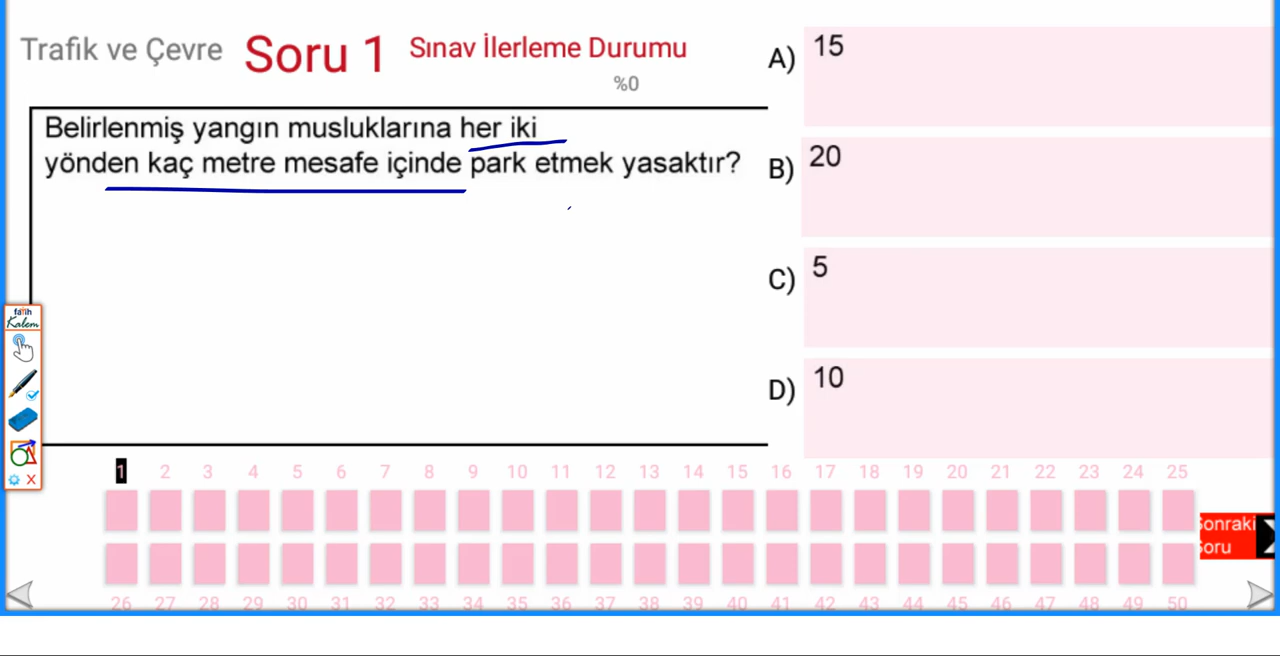 Trafik ve Çevre Soru 1 Sınav İlerleme Durumu
%0
Belirlenmiş yangın musluklarına her iki
yönden kaç metre mesafe içinde park etmek yasaktır?
A) 15
B) 20
C) 5
D) 10
fatih
Kalem
1 2 3 4 5 6 7 8 9 10 11 12 13 14 15 16 17 18 19 20 21 22 23 24 25
Sonraki
Soru
26 27 28 29 30 31 32 33 34 35 36 37 38 39 40 41 42 43 44 45 46 47 48 49 50